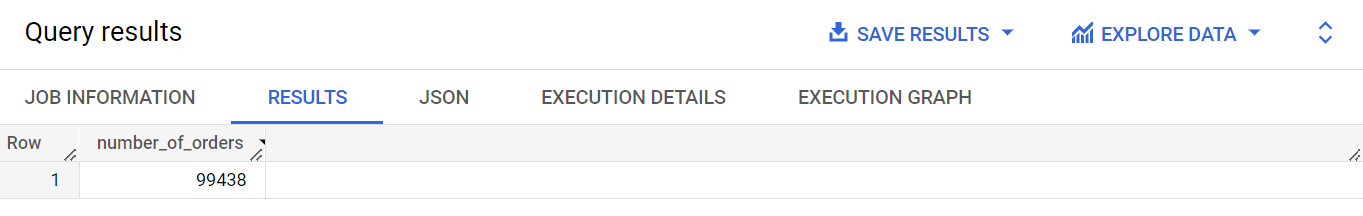 Query results SAVE RESULTS EXPLORE DATA
JOB INFORMATION RESULTS JSON EXECUTION DETAILS EXECUTION GRAPH
Row number_of_orders
1 99438